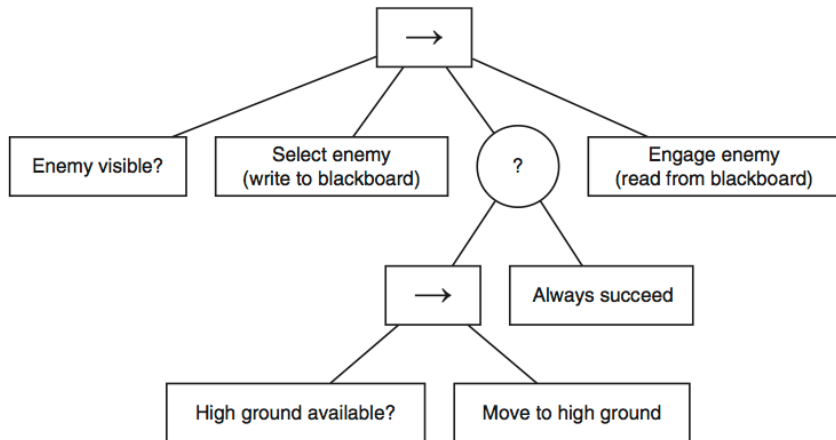 →
Enemy visible?
Select enemy
(write to blackboard)
?
Engage enemy
(read from blackboard)
→
Always succeed
High ground available?
Move to high ground